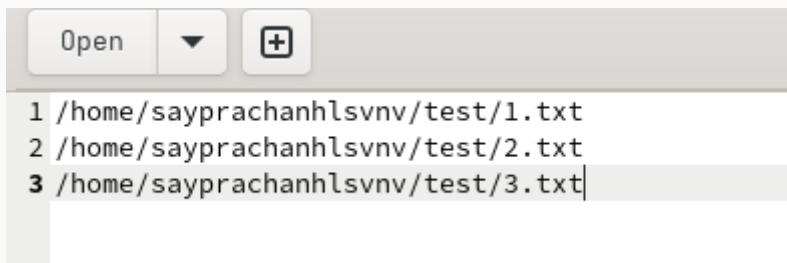 Open
1 /home/sayprachanhlsvnv/test/1.txt
2 /home/sayprachanhlsvnv/test/2.txt
3 /home/sayprachanhlsvnv/test/3.txt